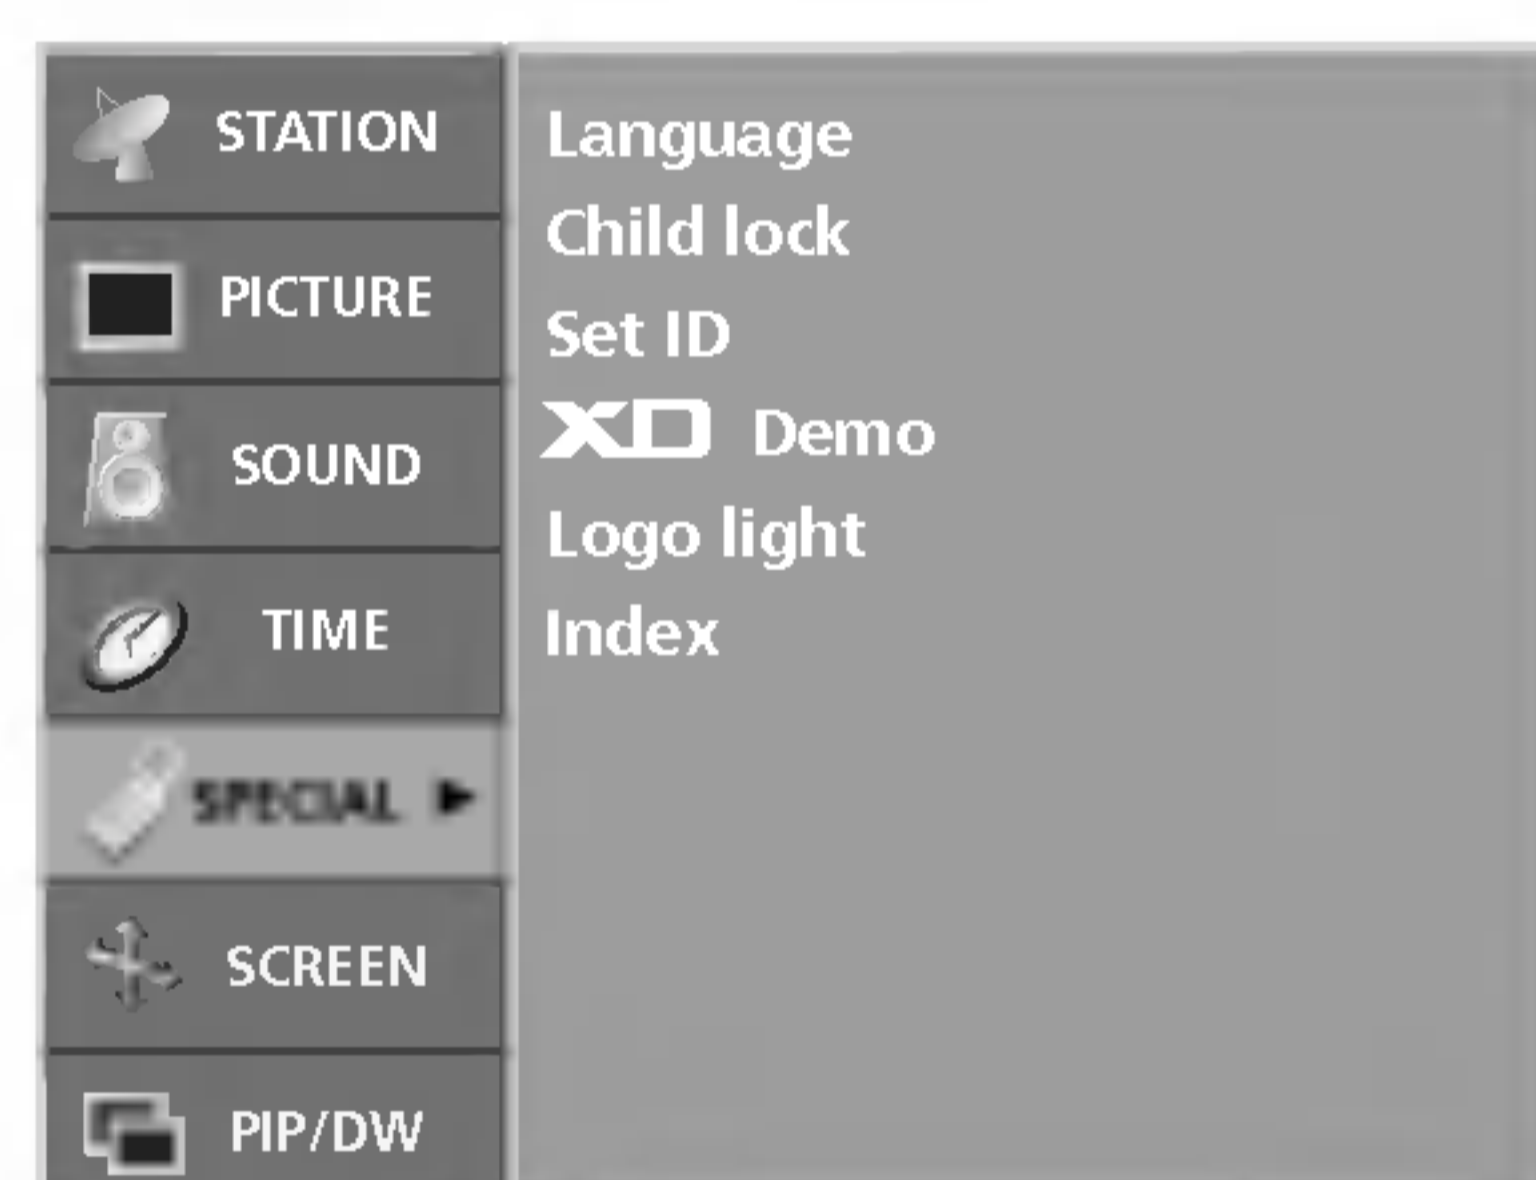 STATION
PICTURE
SOUND
TIME
SPECIAL ►
SCREEN
PIP/DW
Language
Child lock
Set ID
XD Demo
Logo light
Index